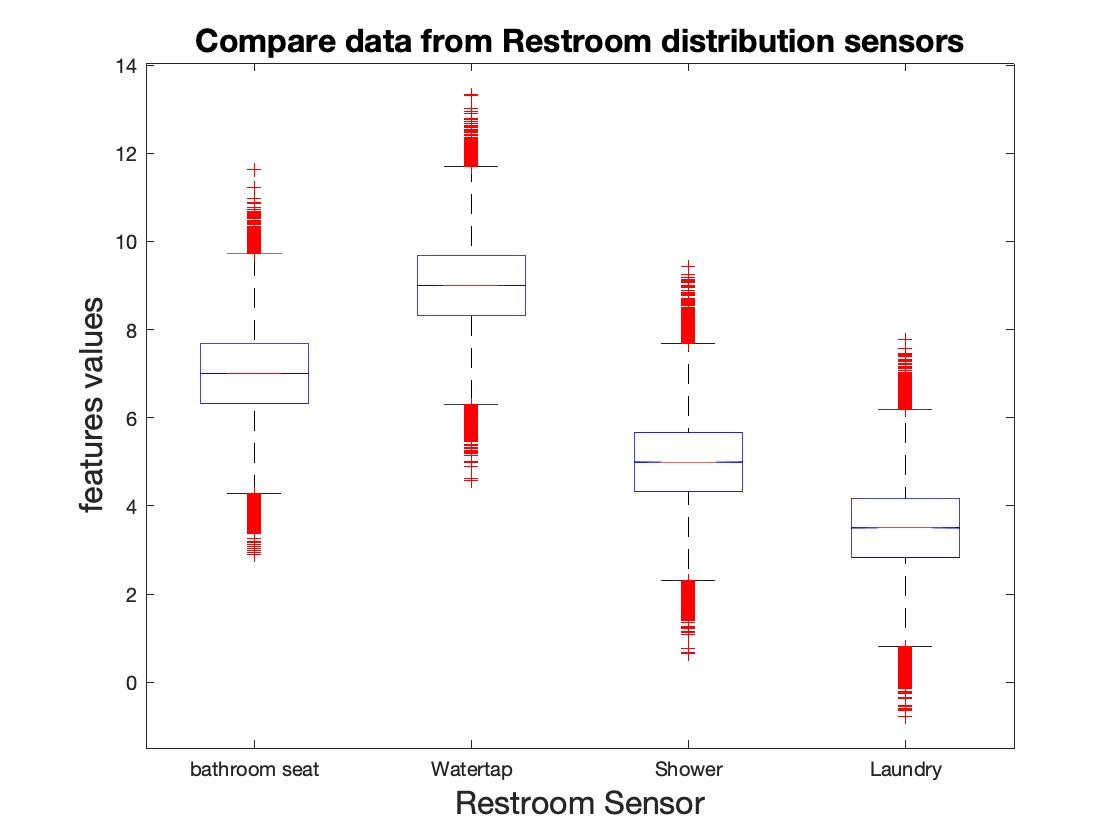 Compare data from Restroom distribution sensors
14
12
10
8
6
4
2
0
features values
bathroom seat
Watertap
Shower
Laundry
Restroom Sensor